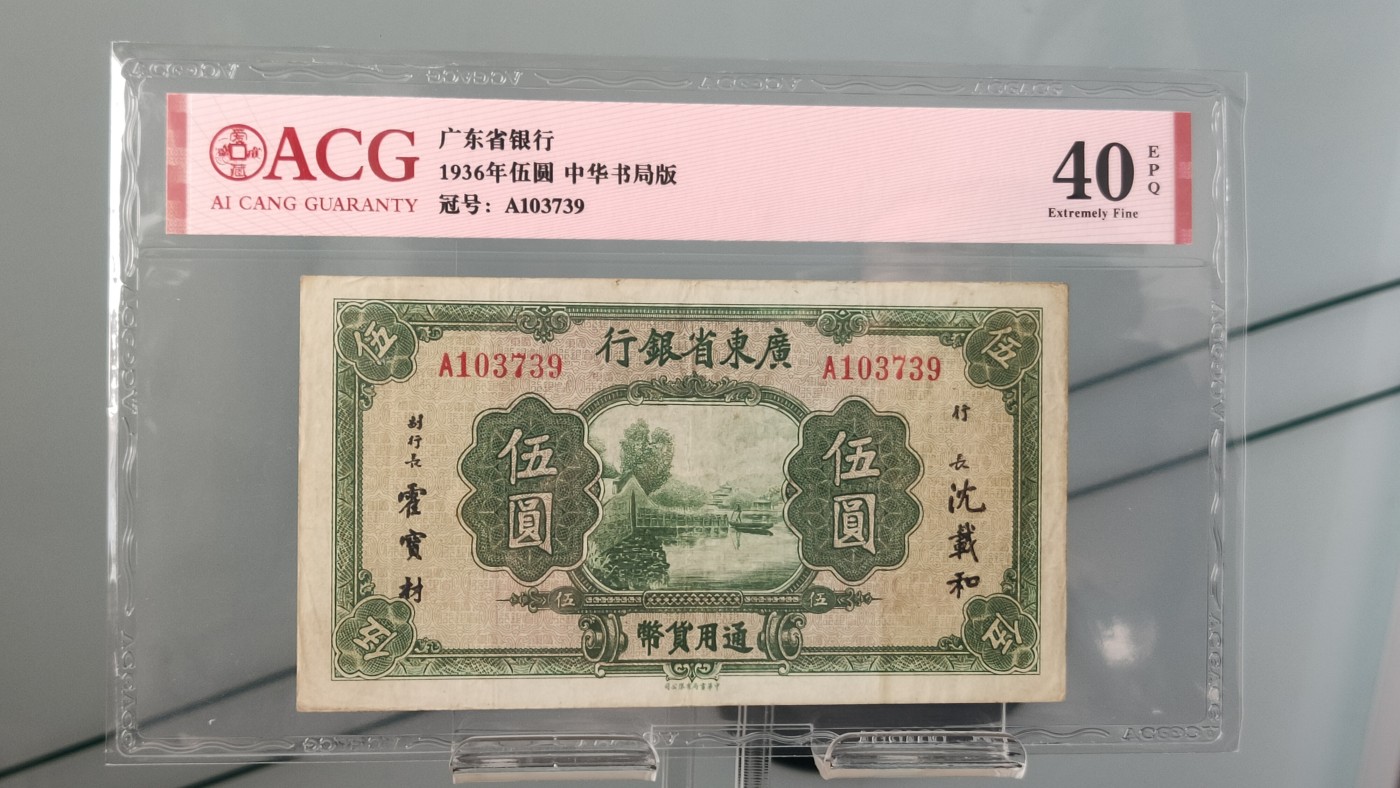 ACG
AI CANG GUARANTY
广东省银行
1936年伍圆 中华书局版
冠号：A103739
40
EPQ
Extremely Fine
伍
伍
行銀省東廣
A103739
A103739
副行長
霍寶材
伍圓
伍圓
行長
沈載和
伍
伍
伍
伍
幣貨用通